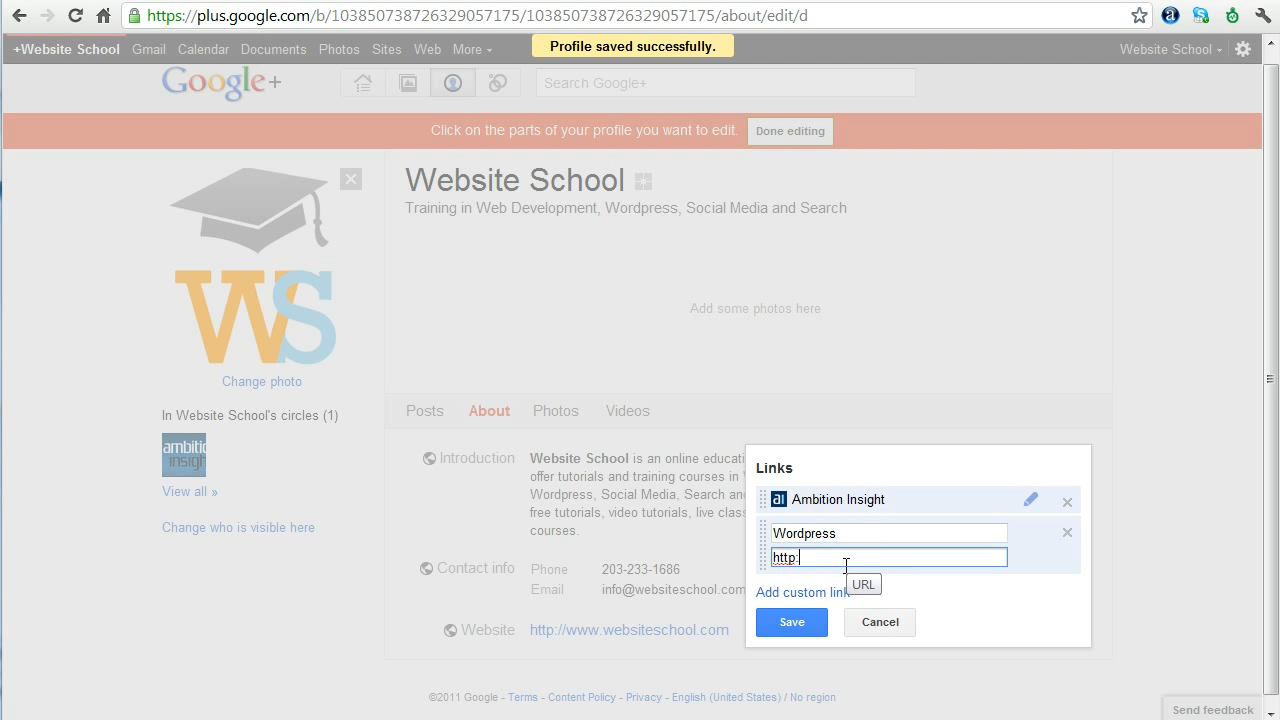 https://plus.google.com/b/103850738726329057175/103850738726329057175/about/edit/d
+Website School Gmail Calendar Documents Photos Sites Web More
Profile saved successfully.
Website School
Google+
Search Google+
Click on the parts of your profile you want to edit. Done editing
Website School
Training in Web Development, Wordpress, Social Media and Search
WS
Add some photos here
Change photo
In Website School's circles (1)
ambitio
insigh
View all »
Change who is visible here
Posts About Photos Videos
Introduction
Website School is an online educati
offer tutorials and training courses in
Wordpress, Social Media, Search and
free tutorials, video tutorials, live clas
courses.
Contact info
Phone 203-233-1686
Email info@websiteschool.com
Website http://www.websiteschool.com
Links
ai Ambition Insight
Wordpress
http:
URL
Add custom link
Save Cancel
©2011 Google - Terms - Content Policy - Privacy - English (United States) / No region
Send feedback